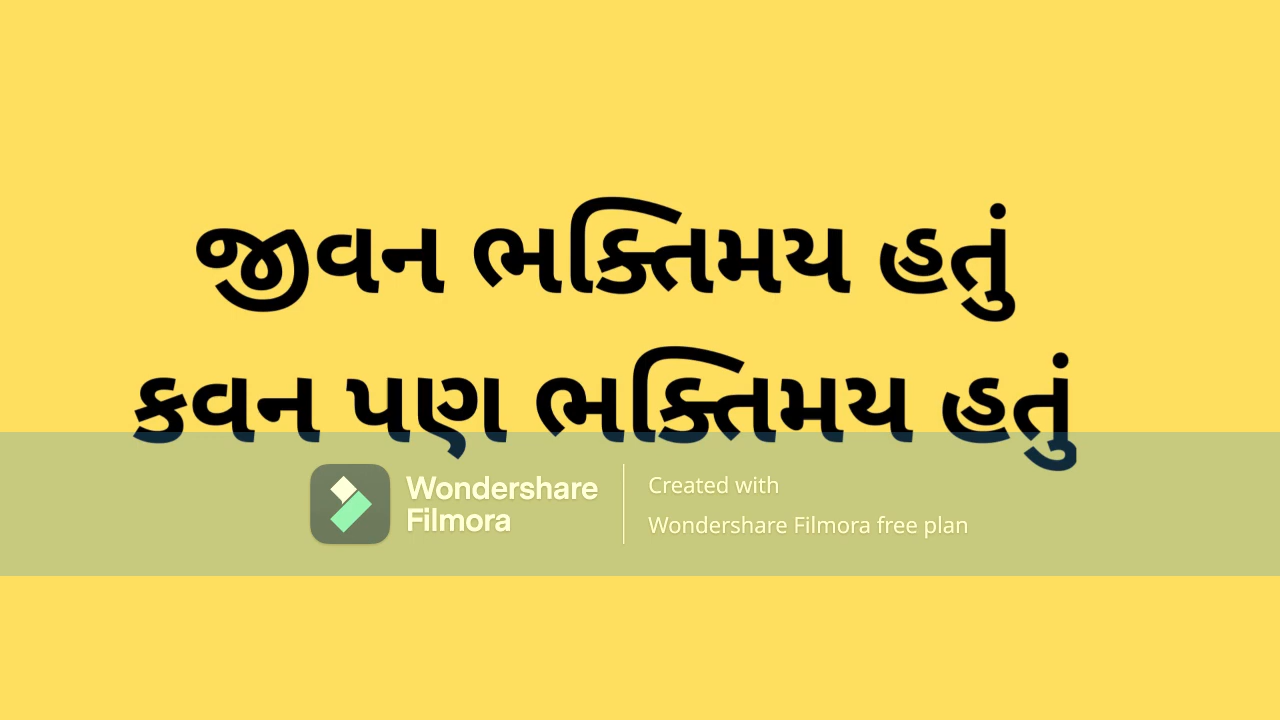 જીવન ભક્તિમય હતું
કવન પણ ભક્તિમય હતું
Wondershare
Filmora
Created with
Wondershare Filmora free plan